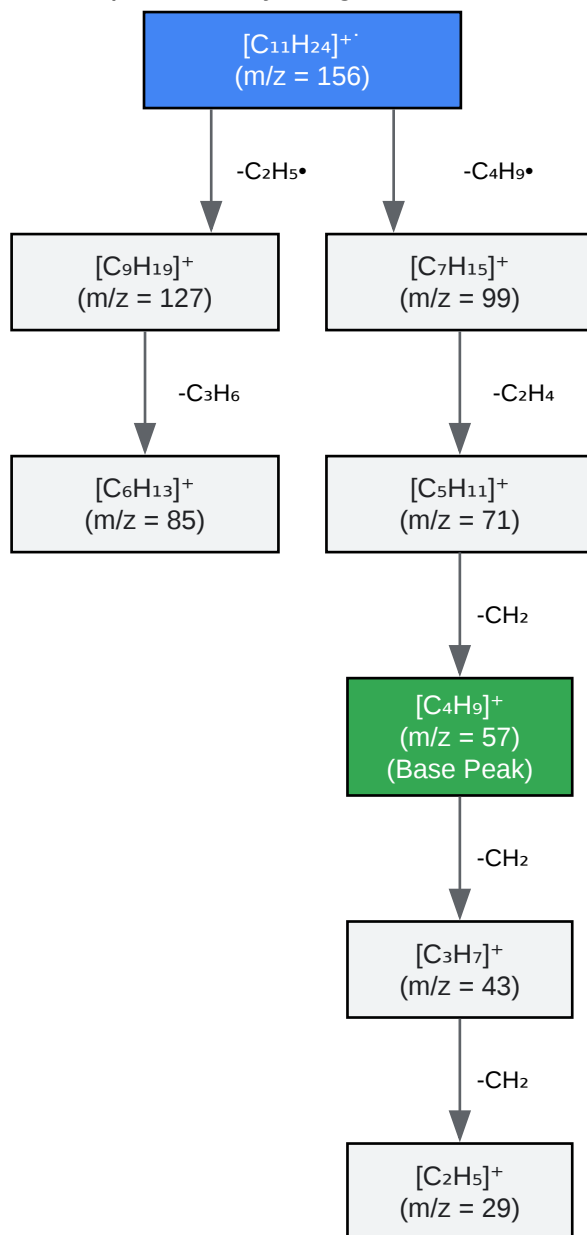 [C₁₁H₂₄]⁺˙
(m/z = 156)
-C₂H₅•
-C₄H₉•
[C₉H₁₉]⁺
(m/z = 127)
[C₇H₁₅]⁺
(m/z = 99)
-C₃H₆
-C₂H₄
[C₆H₁₃]⁺
(m/z = 85)
[C₅H₁₁]⁺
(m/z = 71)
-CH₂
[C₄H₉]⁺
(m/z = 57)
(Base Peak)
-CH₂
[C₃H₇]⁺
(m/z = 43)
-CH₂
[C₂H₅]⁺
(m/z = 29)